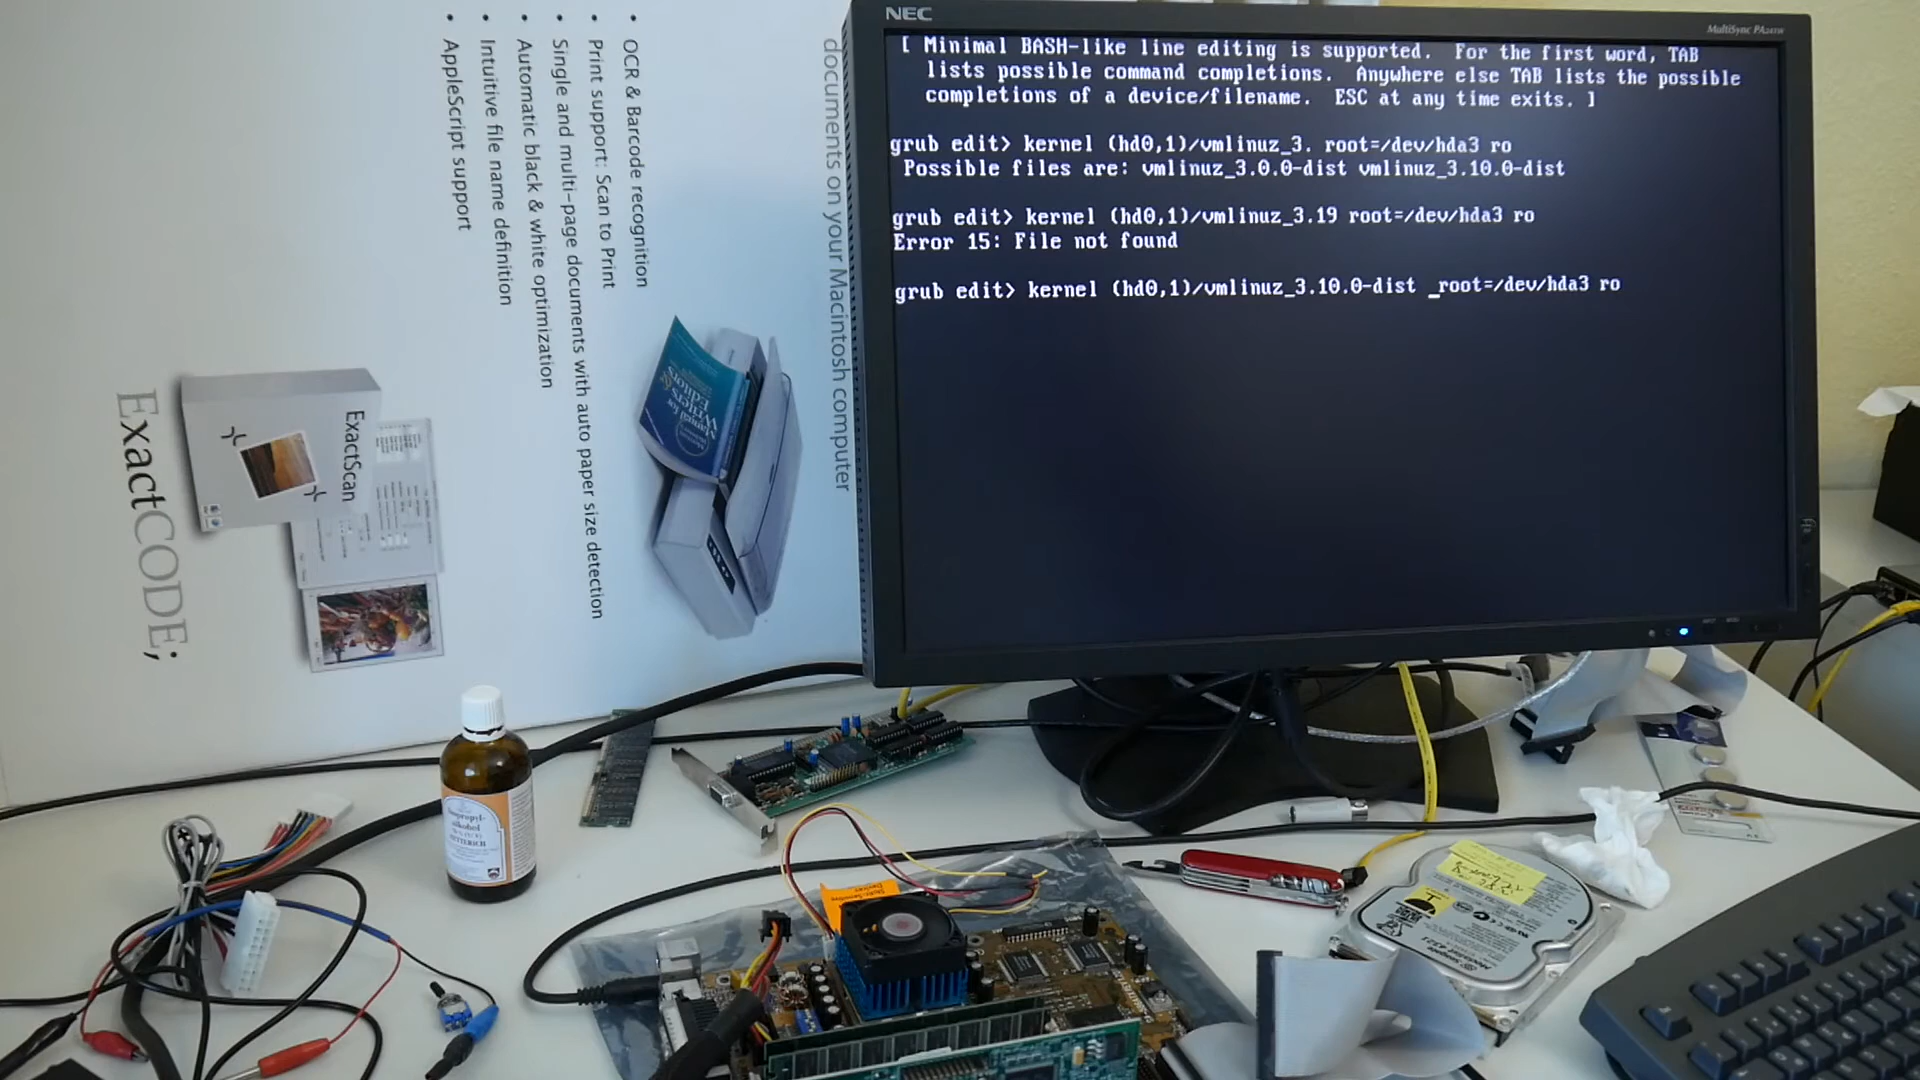 NEC
MultiSync PA241W
[ Minimal BASH-like line editing is supported.  For the first word, TAB
lists possible command completions.  Anywhere else TAB lists the possible
completions of a device/filename.  ESC at any time exits. ]
grub edit> kernel (hd0,1)/vmlinuz_3. root=/dev/hda3 ro
Possible files are: vmlinuz_3.0.0-dist vmlinuz_3.10.0-dist
grub edit> kernel (hd0,1)/vmlinuz_3.19 root=/dev/hda3 ro
Error 15: File not found
grub edit> kernel (hd0,1)/vmlinuz_3.10.0-dist _root=/dev/hda3 ro
documents on your Macintosh computer
• OCR & Barcode recognition
• Print support: Scan to Print
• Single and multi-page documents with auto paper size detection
• Automatic black & white optimization
• Intuitive file name definition
• AppleScript support
Manual for
Writers &
Editors
ExactScan
ExactCODE;